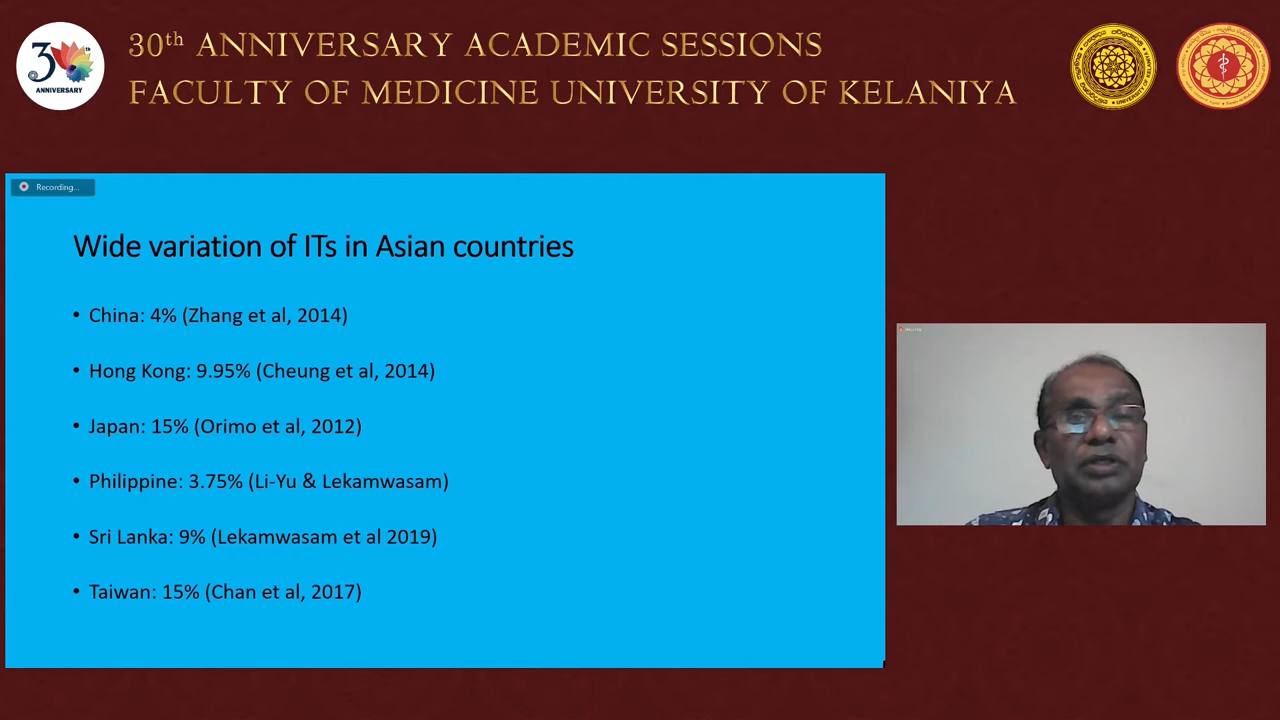 30th ANNIVERSARY
30th ANNIVERSARY ACADEMIC SESSIONS
FACULTY OF MEDICINE UNIVERSITY OF KELANIYA
Recording...
Wide variation of ITs in Asian countries
• China: 4% (Zhang et al, 2014)
• Hong Kong: 9.95% (Cheung et al, 2014)
• Japan: 15% (Orimo et al, 2012)
• Philippine: 3.75% (Li-Yu & Lekamwasam)
• Sri Lanka: 9% (Lekamwasam et al 2019)
• Taiwan: 15% (Chan et al, 2017)